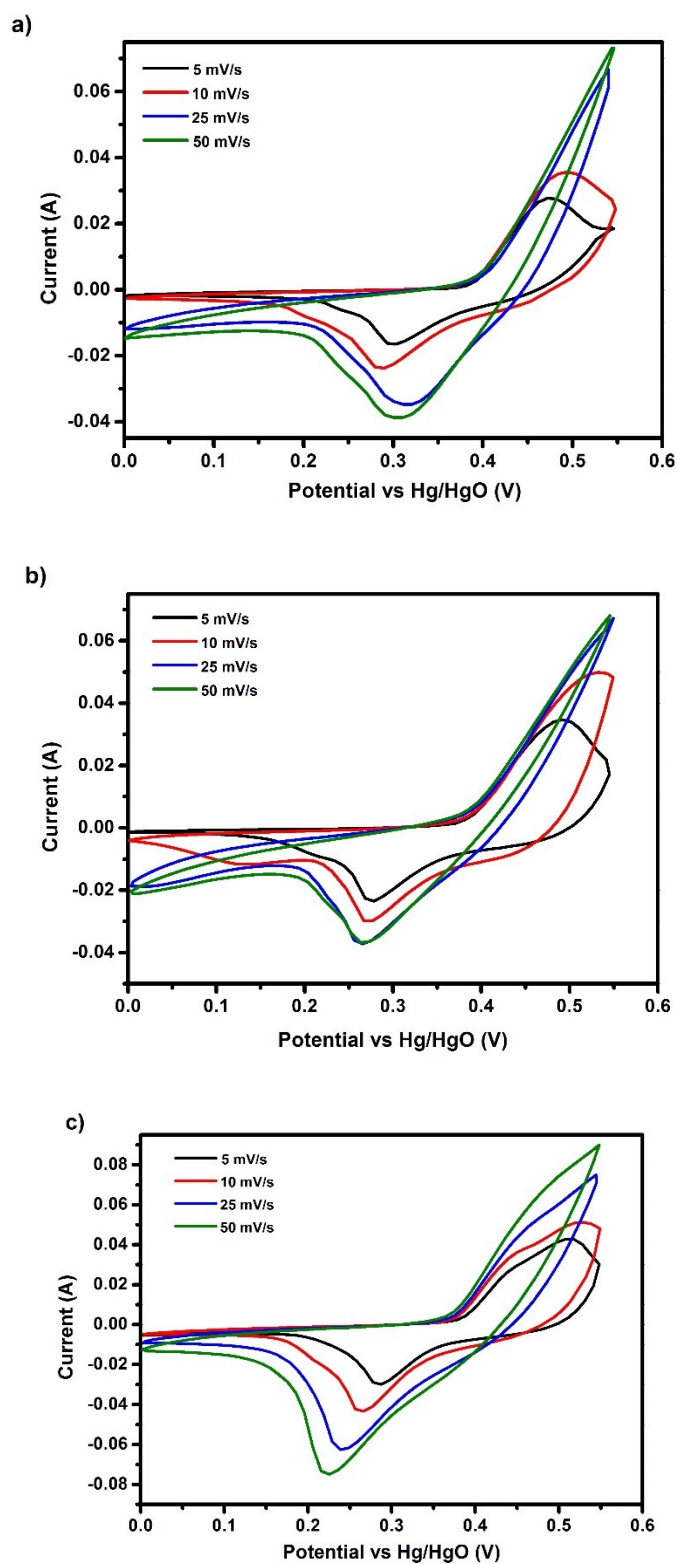 a)
5 mV/s
10 mV/s
25 mV/s
50 mV/s
Current (A)
0.06
0.04
0.02
0.00
-0.02
-0.04
0.0 0.1 0.2 0.3 0.4 0.5 0.6
Potential vs Hg/HgO (V)
b)
5 mV/s
10 mV/s
25 mV/s
50 mV/s
Current (A)
0.06
0.04
0.02
0.00
-0.02
-0.04
0.0 0.1 0.2 0.3 0.4 0.5 0.6
Potential vs Hg/HgO (V)
c)
5 mV/s
10 mV/s
25 mV/s
50 mV/s
Current (A)
0.08
0.06
0.04
0.02
0.00
-0.02
-0.04
-0.06
-0.08
0.0 0.1 0.2 0.3 0.4 0.5 0.6
Potential vs Hg/HgO (V)